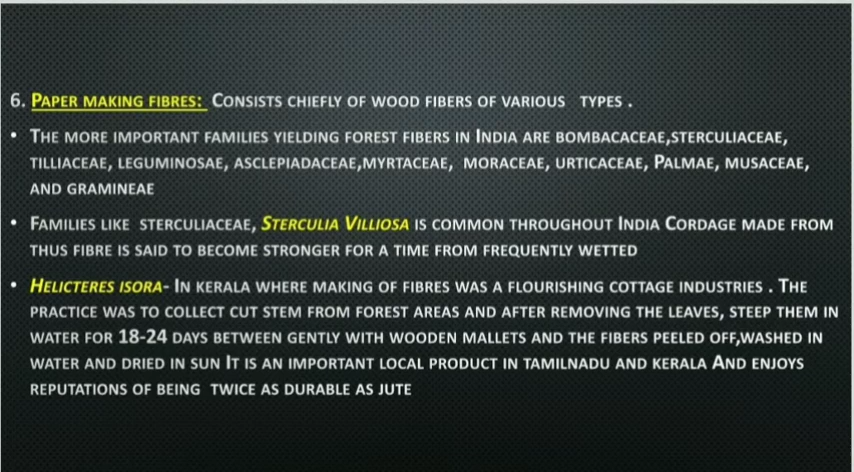 6. Paper making fibres: Consists chiefly of wood fibers of various types .
• The more important families yielding forest fibers in India are bombacaceae,sterculiaceae,
tilliaceae, leguminosae, asclepiadaceae,myrtaceae, moraceae, urticaceae, Palmae, musaceae,
and gramineae
• Families like sterculiaceae, Sterculia Villiosa is common throughout India Cordage made from
thus fibre is said to become stronger for a time from frequently wetted
• Helicteres isora- In kerala where making of fibres was a flourishing cottage industries . The
practice was to collect cut stem from forest areas and after removing the leaves, steep them in
water for 18-24 days between gently with wooden mallets and the fibers peeled off,washed in
water and dried in sun It is an important local product in tamilnadu and kerala And enjoys
reputations of being twice as durable as jute